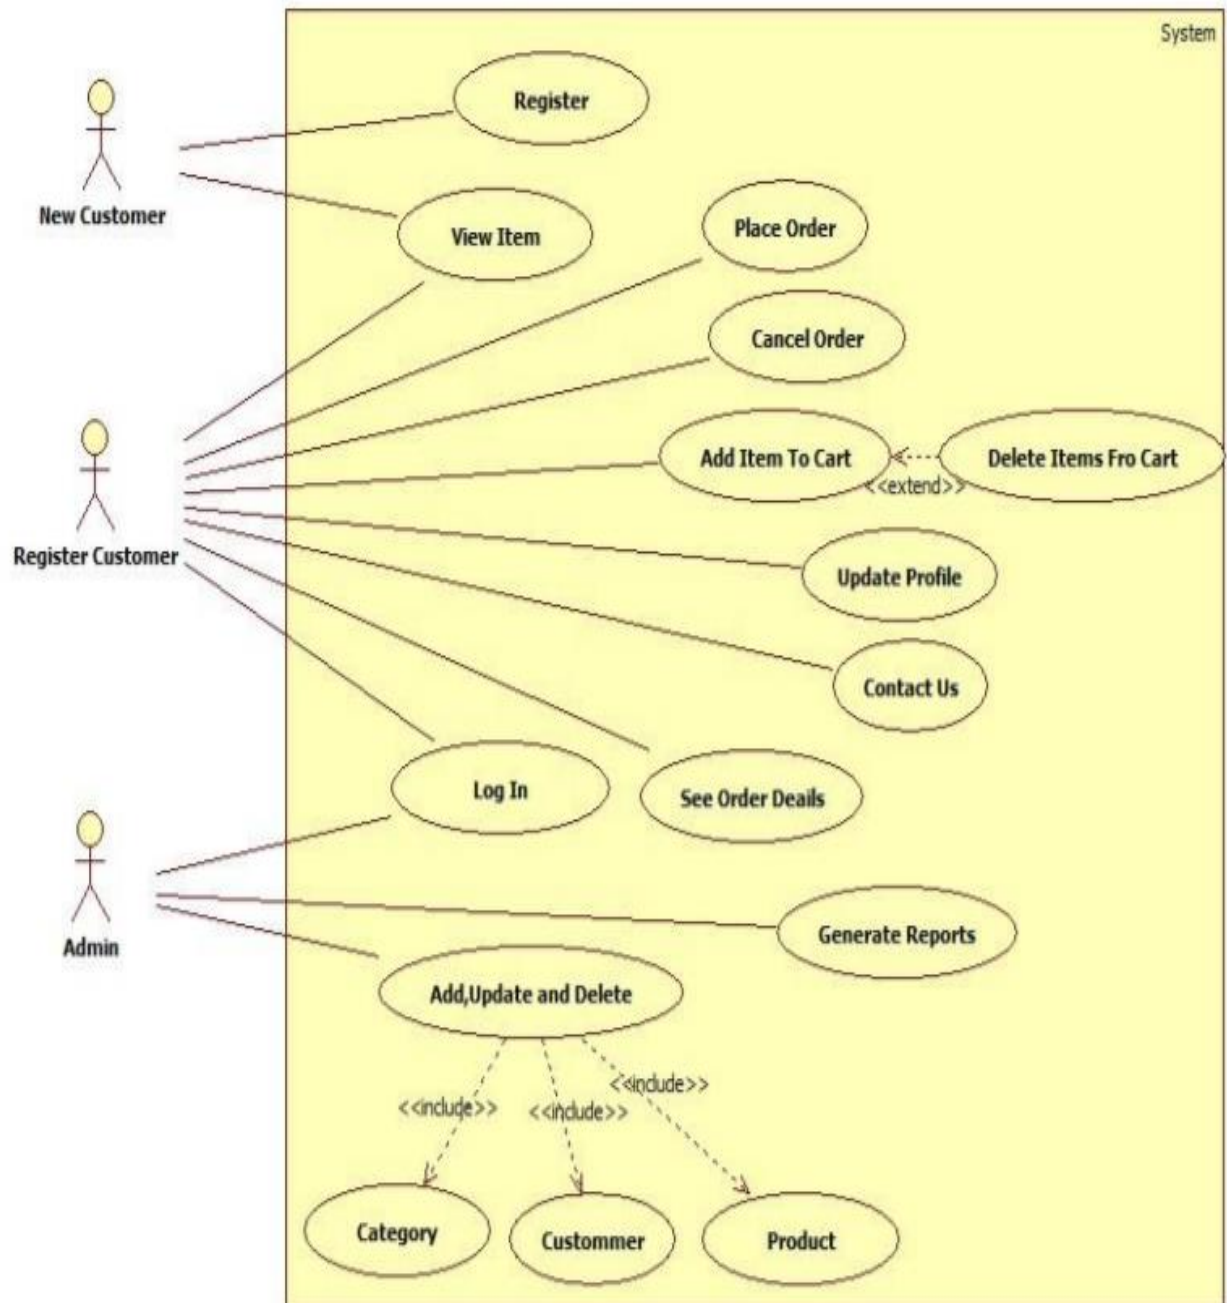 System
Register
New Customer
View Item
Place Order
Cancel Order
Add Item To Cart
<<extend>>
Delete Items Fro Cart
Register Customer
Update Profile
Contact Us
Log In
See Order Deails
Admin
Generate Reports
Add,Update and Delete
<<include>>
<<include>>
<<include>>
Category
Custommer
Product